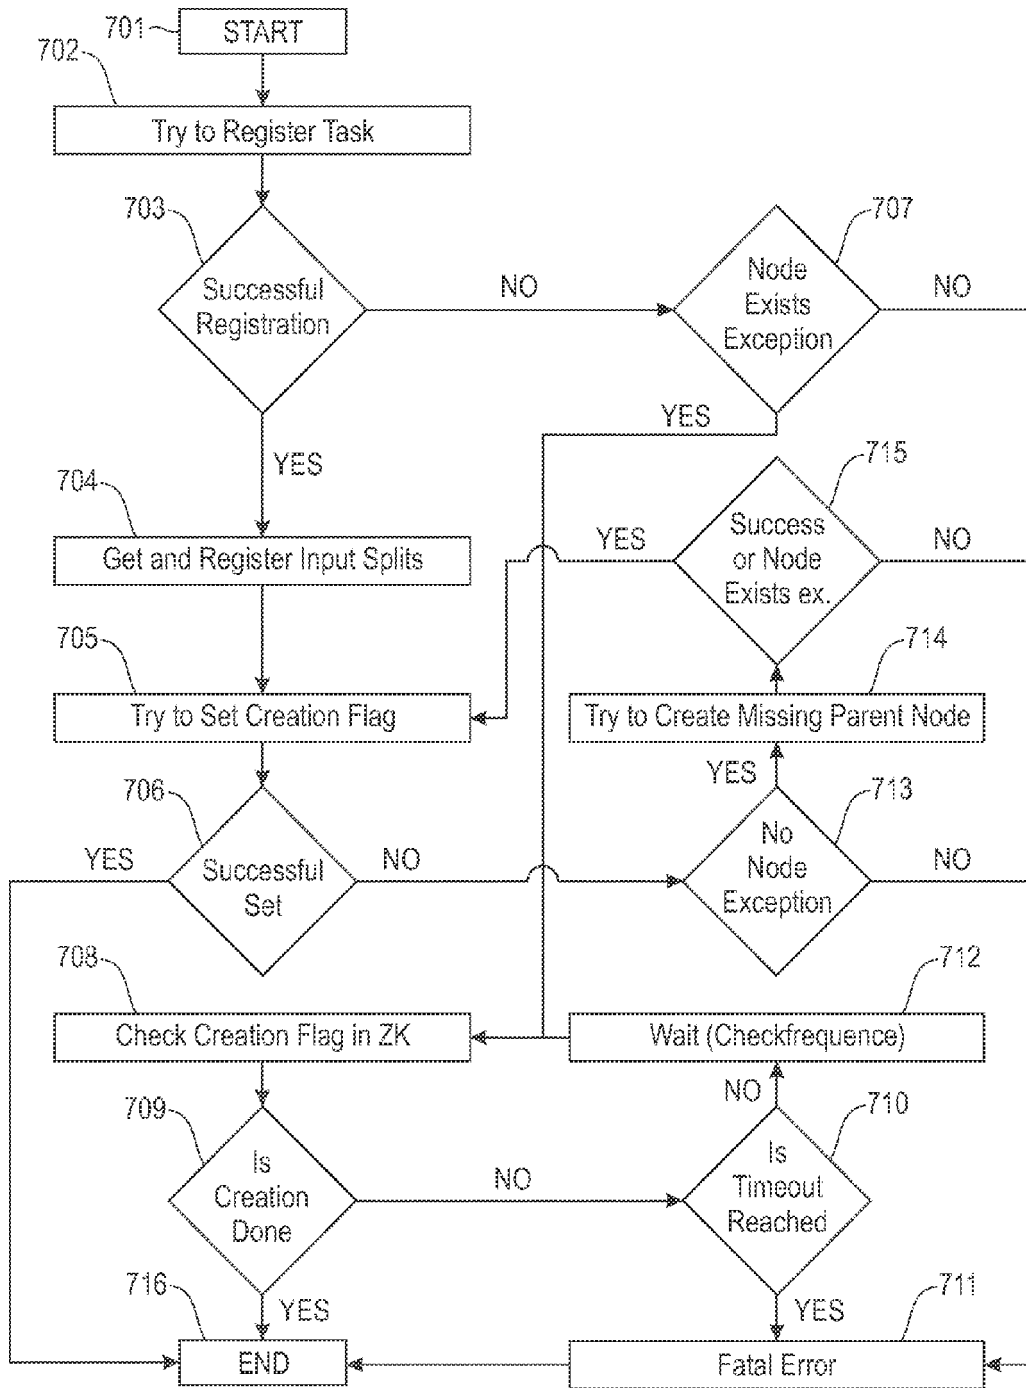 701
START
702
Try to Register Task
703
Successful
Registration
NO
707
Node
Exists
Exception
NO
YES
YES
704
Get and Register Input Splits
YES
715
Success
or Node
Exists ex.
NO
705
Try to Set Creation Flag
714
Try to Create Missing Parent Node
YES
706
YES
Successful
Set
NO
713
No
Node
Exception
NO
708
Check Creation Flag in ZK
712
Wait (Checkfrequence)
NO
709
Is
Creation
Done
NO
710
Is
Timeout
Reached
716
YES
END
YES
711
Fatal Error